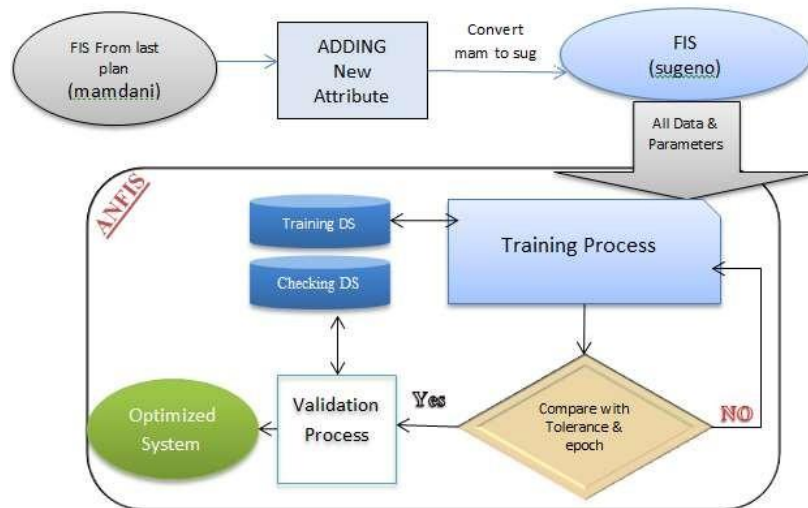 FIS From last
plan
(mamdani)
ADDING
New
Attribute
Convert
mam to sug
FIS
(sugeno)
All Data &
Parameters
ANFIS
Training DS
Training Process
Checking DS
Optimized
System
Validation
Process
Yes
Compare with
Tolerance &
epoch
NO